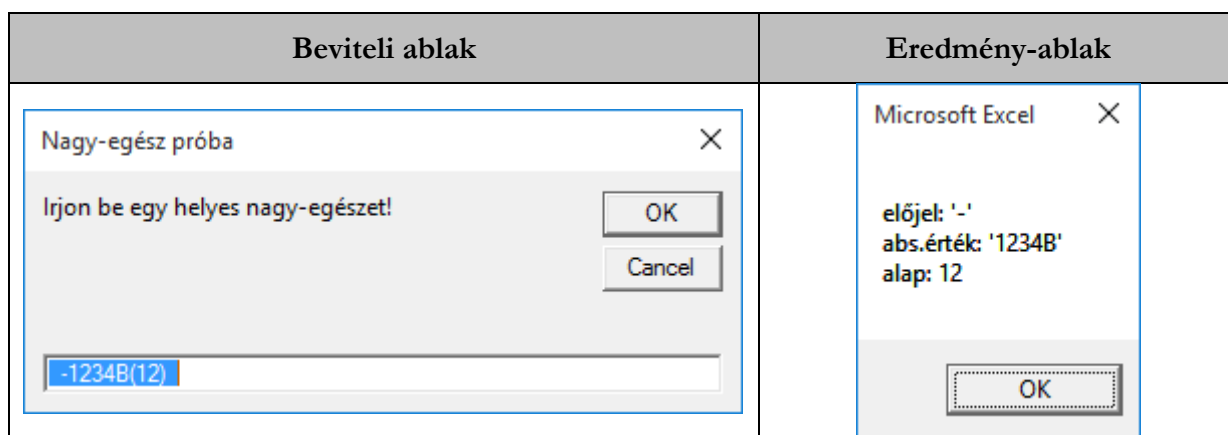 Beviteli ablak
Eredmény-ablak
Nagy-egész próba
Irjon be egy helyes nagy-egészet!
OK
Cancel
-1234B(12)
Microsoft Excel
előjel: '-'
abs.érték: '1234B'
alap: 12
OK